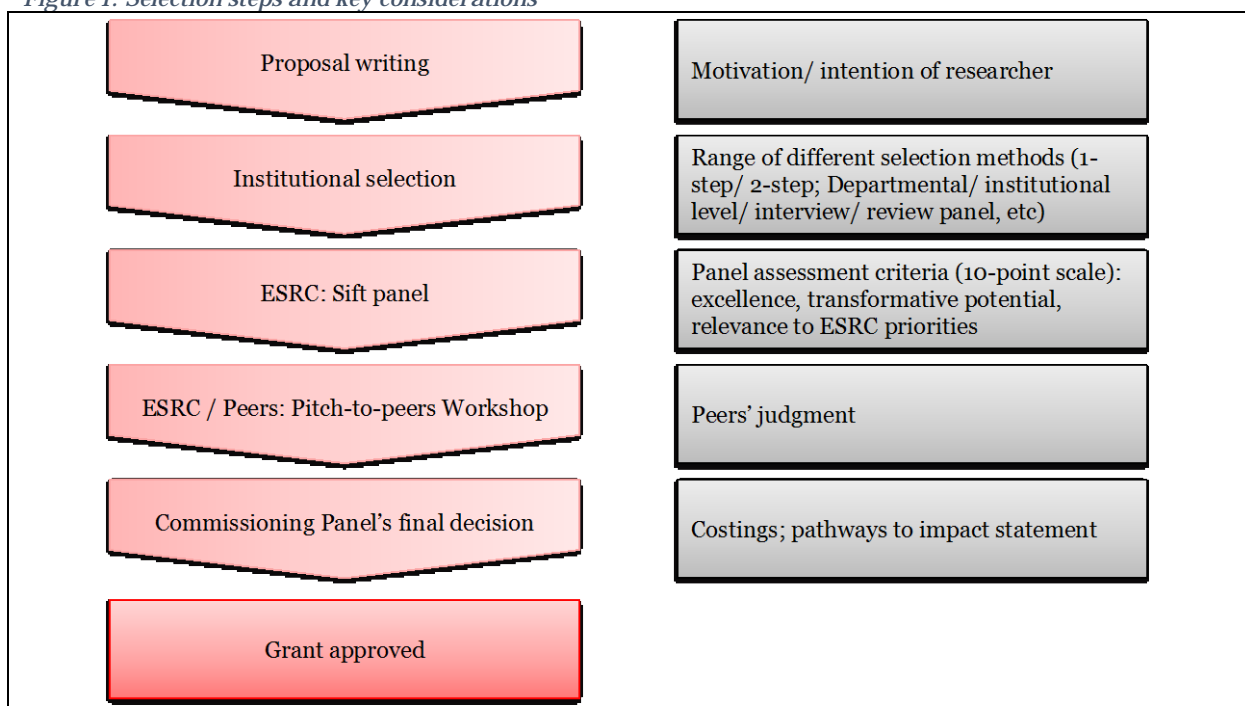 Figure 1: Selection steps and key considerations
Proposal writing
Motivation/ intention of researcher
Institutional selection
Range of different selection methods (1-
step/ 2-step; Departmental/ institutional
level/ interview/ review panel, etc)
ESRC: Sift panel
Panel assessment criteria (10-point scale):
excellence, transformative potential,
relevance to ESRC priorities
ESRC / Peers: Pitch-to-peers Workshop
Peers’ judgment
Commissioning Panel’s final decision
Costings; pathways to impact statement
Grant approved